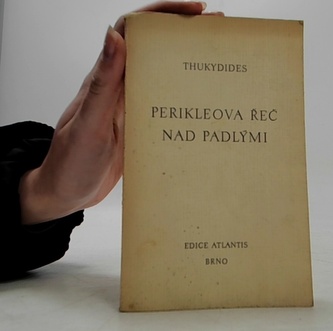 THUKYDIDES
PERIKLEOVA ŘEČ
NAD PADLÝMI
EDICE ATLANTIS
BRNO